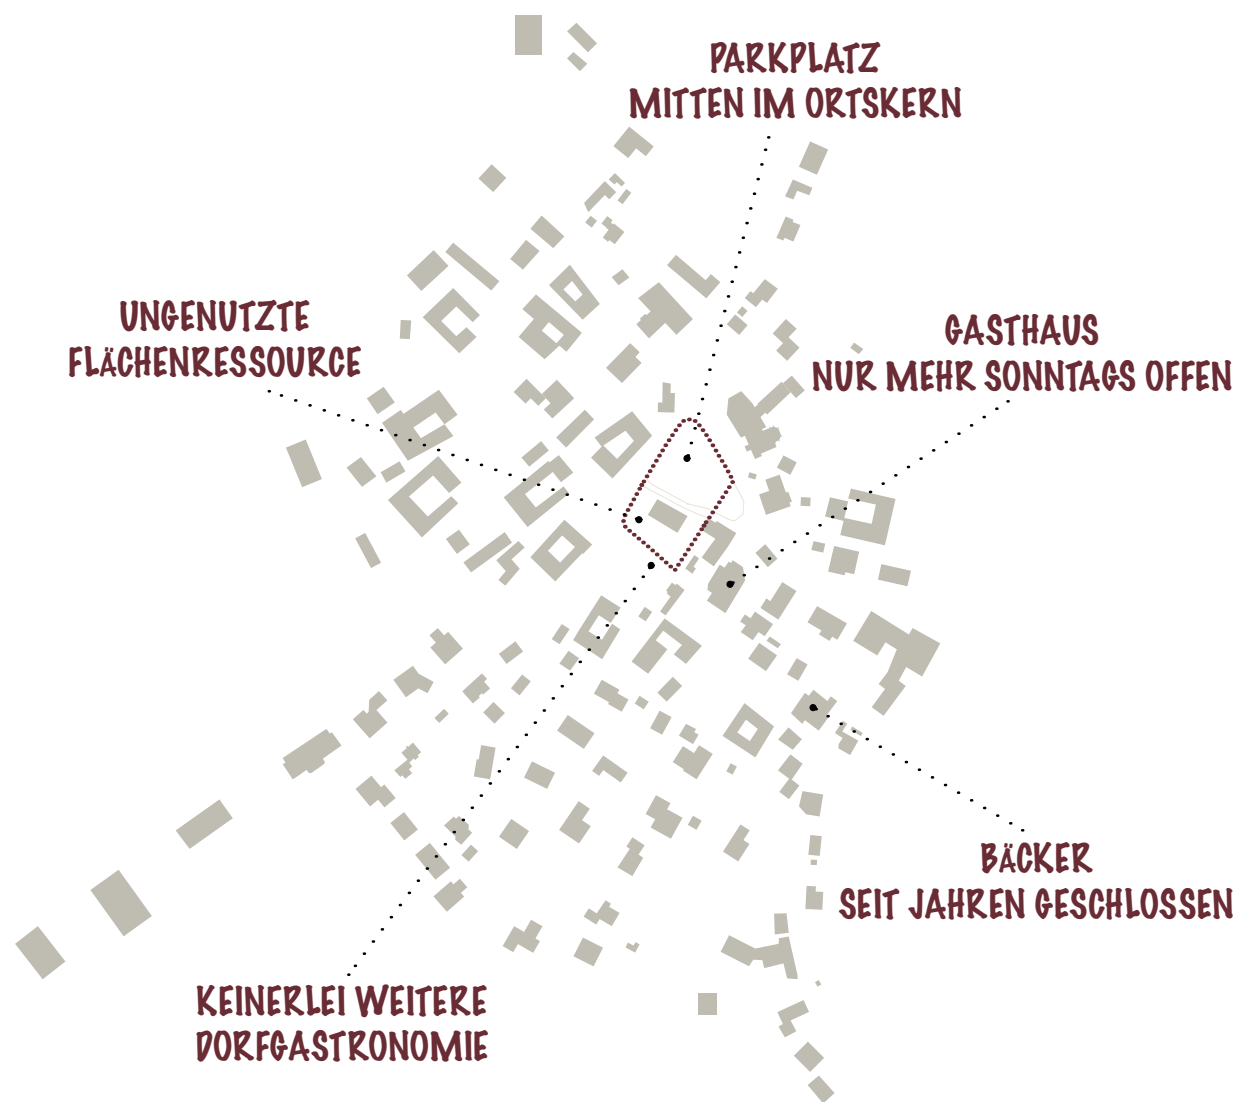 PARKPLATZ
MITTEN IM ORTSKERN
UNGENUTZTE
FLÄCHENRESSOURCE
GASTHAUS
NUR MEHR SONNTAGS OFFEN
BÄCKER
SEIT JAHREN GESCHLOSSEN
KEINERLEI WEITERE
DORFGASTRONOMIE